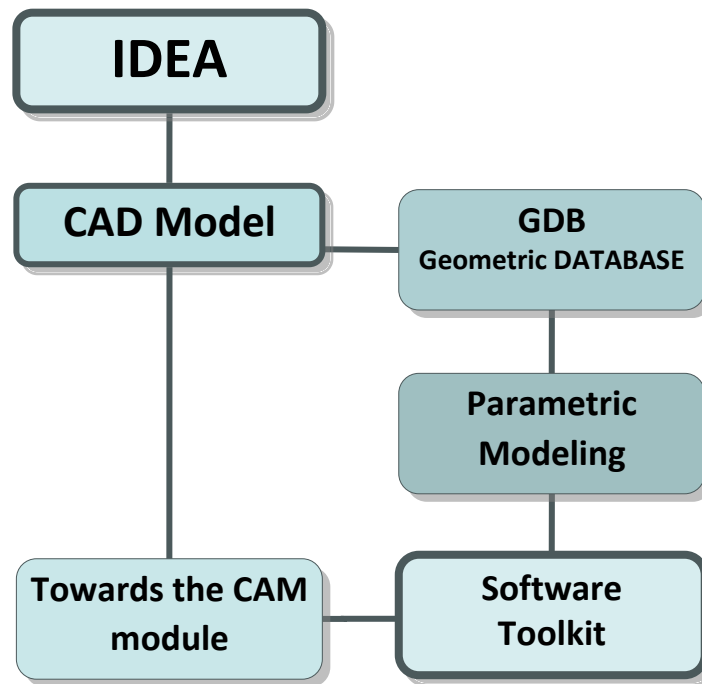 IDEA
CAD Model
GDB
Geometric DATABASE
Parametric
Modeling
Towards the CAM
module
Software
Toolkit